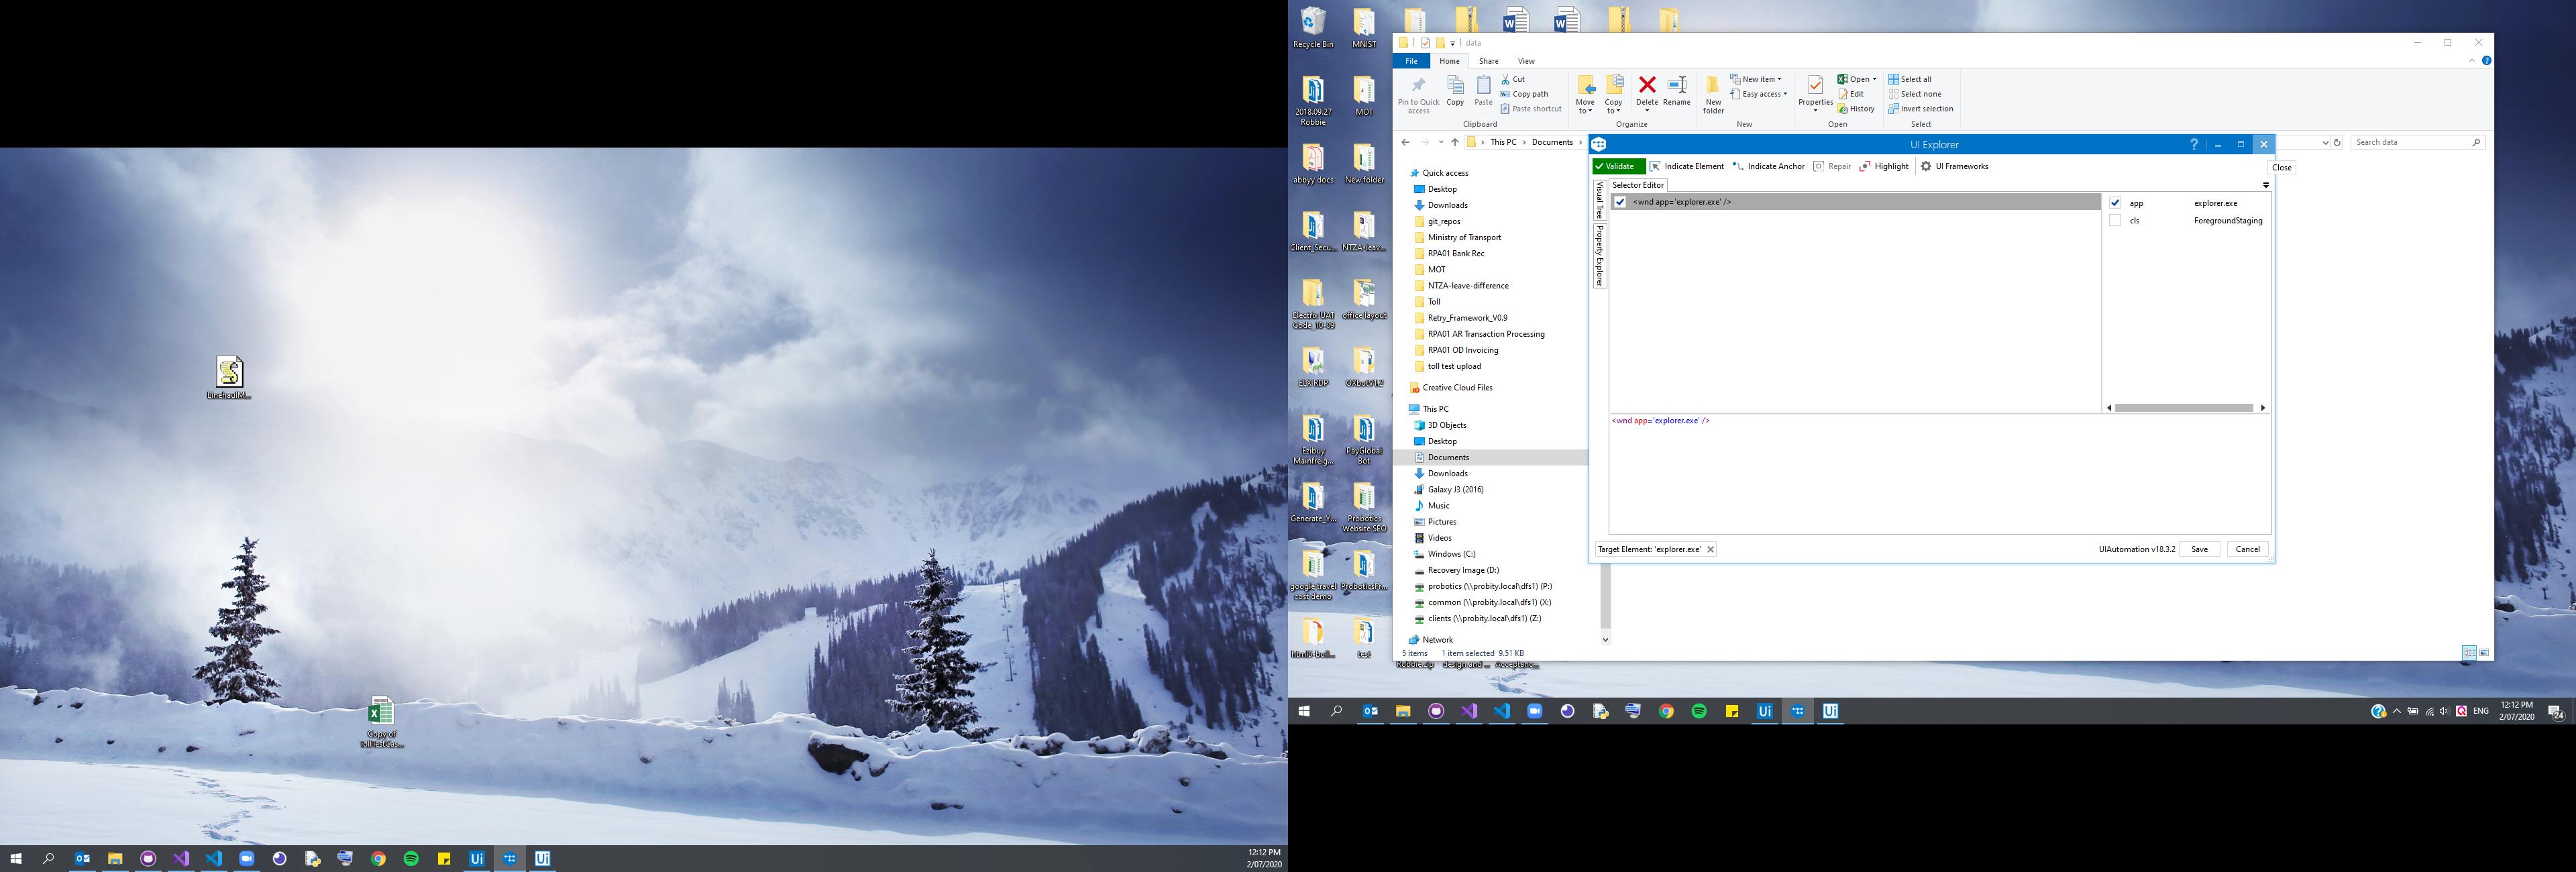 LinehaulM...
Copy of
TollTestCas...
12:12 PM
2/07/2020
Recycle Bin
MNIST
2018.09.27
Robbie
MOT
abbyy docs
New folder
Client_Secu...
NTZA-leav...
Electrix UAT
Code_10-09
office layout
ELX RDP
OXbotV1.2
Ezibuy
Mainfreig...
PayGlobal
Bot
Generate_Y...
Probotics
Website SEO
google travel
cost demo
ProboticsPr...
html5-boil...
test
Robbie.zip
design and ...
Acceptanc...
data
File
Home
Share
View
Pin to Quick
access
Copy
Paste
Cut
Copy path
Paste shortcut
Clipboard
Move
to
Copy
to
Delete
Rename
Organize
New
folder
New item
Easy access
New
Properties
Open
Edit
History
Open
Select all
Select none
Invert selection
Select
This PC > Documents >
Search data
Quick access
Desktop
Downloads
git_repos
Ministry of Transport
RPA01 Bank Rec
MOT
NTZA-leave-difference
Toll
Retry_Framework_V0.9
RPA01 AR Transaction Processing
RPA01 OD Invoicing
toll test upload
Creative Cloud Files
This PC
3D Objects
Desktop
Documents
Downloads
Galaxy J3 (2016)
Music
Pictures
Videos
Windows (C:)
Recovery Image (D:)
probotics (\\probity.local\dfs1) (P:)
common (\\probity.local\dfs1) (X:)
clients (\\probity.local\dfs1) (Z:)
Network
5 items 1 item selected 9.51 KB
UI Explorer
Close
Validate
Indicate Element
Indicate Anchor
Repair
Highlight
UI Frameworks
Visual Tree
Property Explorer
Selector Editor
<wnd app='explorer.exe' />
app explorer.exe
cls ForegroundStaging
<wnd app='explorer.exe' />
Target Element: 'explorer.exe'
UIAutomation v18.3.2
Save
Cancel
ENG
12:12 PM
2/07/2020
24